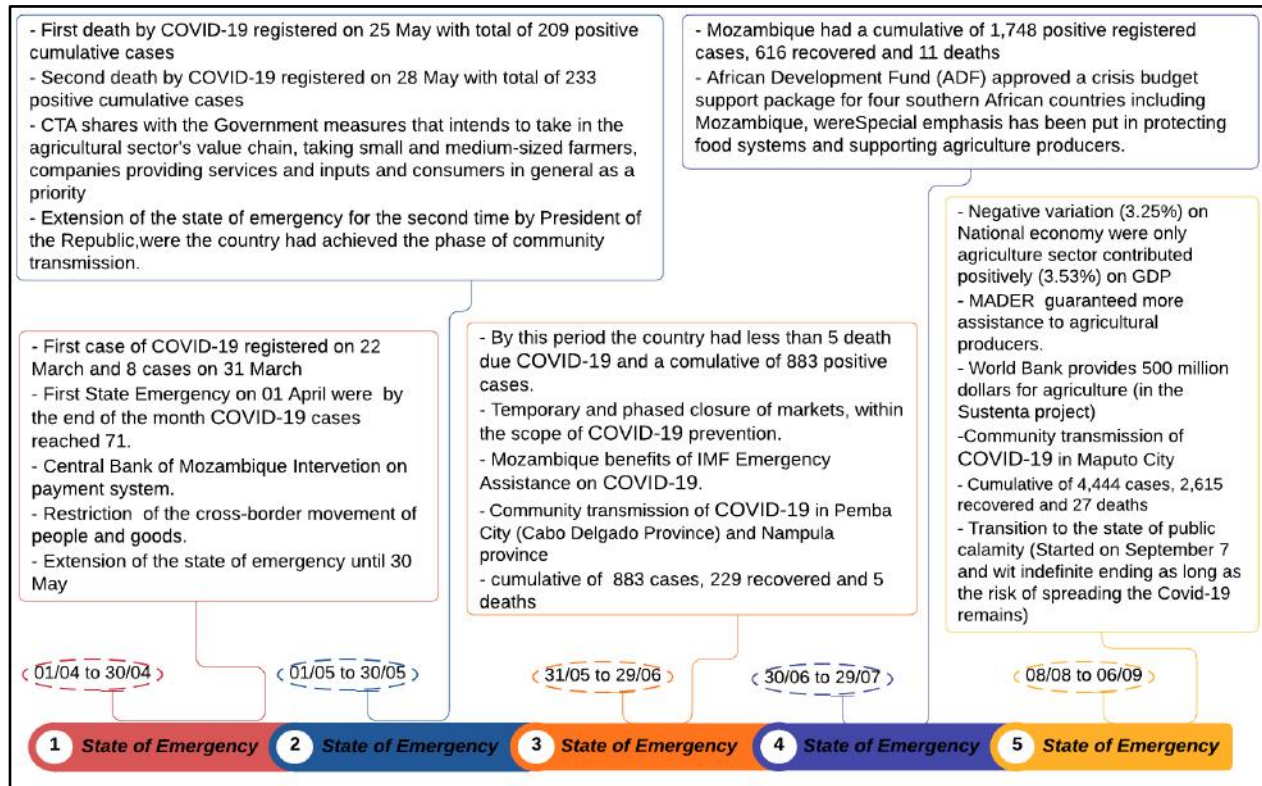 - First death by COVID-19 registered on 25 May with total of 209 positive
cumulative cases
- Second death by COVID-19 registered on 28 May with total of 233
positive cumulative cases
- CTA shares with the Government measures that intends to take in the
agricultural sector's value chain, taking small and medium-sized farmers,
companies providing services and inputs and consumers in general as a
priority
- Extension of the state of emergency for the second time by President of
the Republic,were the country had achieved the phase of community
transmission.
- Mozambique had a cumulative of 1,748 positive registered
cases, 616 recovered and 11 deaths
- African Development Fund (ADF) approved a crisis budget
support package for four southern African countries including
Mozambique, wereSpecial emphasis has been put in protecting
food systems and supporting agriculture producers.
- First case of COVID-19 registered on 22
March and 8 cases on 31 March
- First State Emergency on 01 April were by
the end of the month COVID-19 cases
reached 71.
- Central Bank of Mozambique Intervetion on
payment system.
- Restriction of the cross-border movement of
people and goods.
- Extension of the state of emergency until 30
May
- By this period the country had less than 5 death
due COVID-19 and a comulative of 883 positive
cases.
- Temporary and phased closure of markets, within
the scope of COVID-19 prevention.
- Mozambique benefits of IMF Emergency
Assistance on COVID-19.
- Community transmission of COVID-19 in Pemba
City (Cabo Delgado Province) and Nampula
province
- cumulative of 883 cases, 229 recovered and 5
deaths
- Negative variation (3.25%) on
National economy were only
agriculture sector contributed
positively (3.53%) on GDP
- MADER guaranteed more
assistance to agricultural
producers.
- World Bank provides 500 million
dollars for agriculture (in the
Sustenta project)
-Community transmission of
COVID-19 in Maputo City
- Cumulative of 4,444 cases, 2,615
recovered and 27 deaths
- Transition to the state of public
calamity (Started on September 7
and wit indefinite ending as long as
the risk of spreading the Covid-19
remains)
01/04 to 30/04
01/05 to 30/05
31/05 to 29/06
30/06 to 29/07
08/08 to 06/09
1 State of Emergency
2 State of Emergency
3 State of Emergency
4 State of Emergency
5 State of Emergency